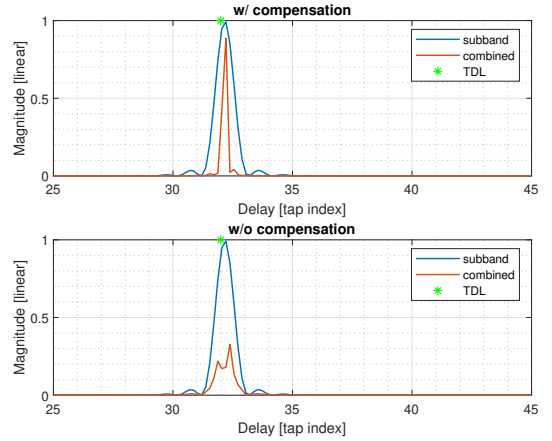 w/ compensation
Magnitude [linear]
1
0.5
0
subband
combined
TDL
25
30
35
40
45
Delay [tap index]
w/o compensation
Magnitude [linear]
1
0.5
0
subband
combined
TDL
25
30
35
40
45
Delay [tap index]